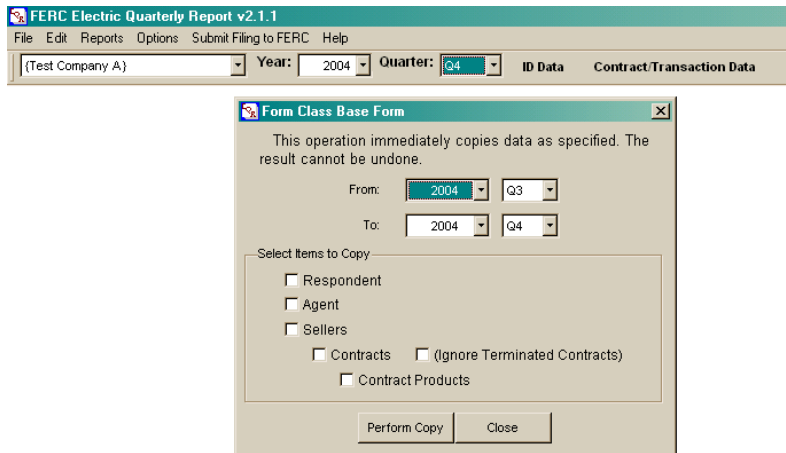 FERC Electric Quarterly Report v2.1.1
File Edit Reports Options Submit Filing to FERC Help
{Test Company A} Year: 2004 Quarter: Q4 ID Data Contract/Transaction Data
Form Class Base Form
This operation immediately copies data as specified. The
result cannot be undone.
From: 2004 Q3
To: 2004 Q4
Select Items to Copy
Respondent
Agent
Sellers
Contracts (Ignore Terminated Contracts)
Contract Products
Perform Copy Close